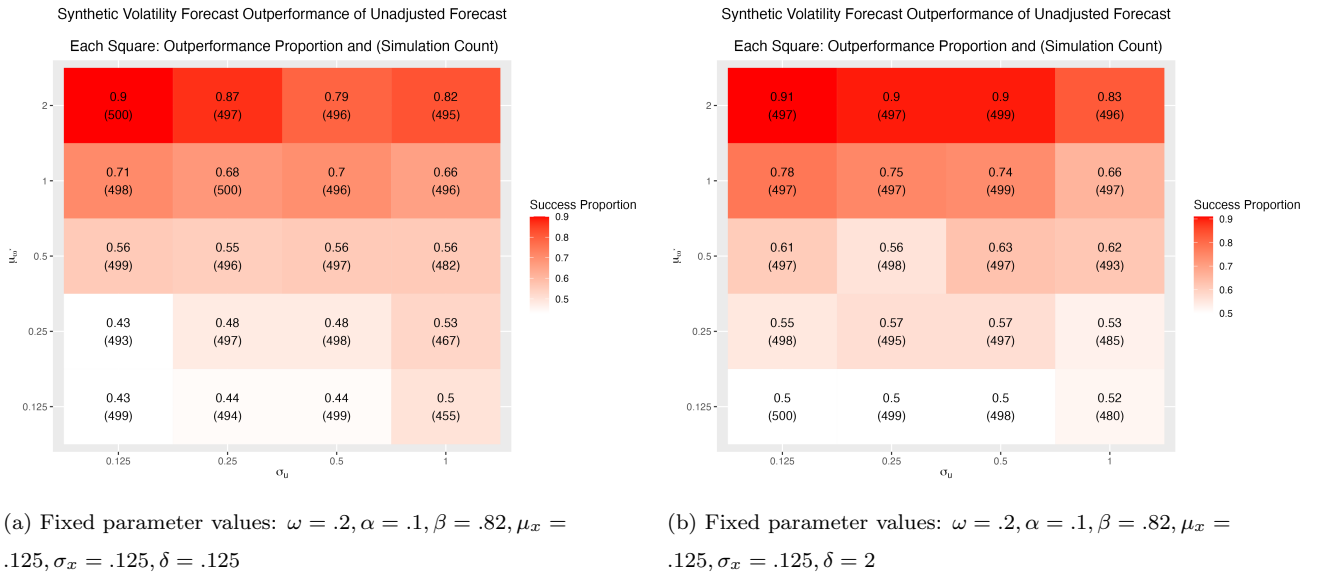 Synthetic Volatility Forecast Outperformance of Unadjusted Forecast
Each Square: Outperformance Proportion and (Simulation Count)
2
0.9 0.87 0.79 0.82
(500) (497) (496) (495)
1
0.71 0.68 0.7 0.66
(498) (500) (496) (496)
0.5
0.56 0.55 0.56 0.56
(499) (496) (497) (482)
0.25
0.43 0.48 0.48 0.53
(493) (497) (498) (467)
0.125
0.43 0.44 0.44 0.5
(499) (494) (499) (455)
0.125 0.25 0.5 1
σu
Success Proportion
0.9
0.8
0.7
0.6
0.5
(a) Fixed parameter values: ω = .2, α = .1, β = .82, μx =
.125, σx = .125, δ = .125
Synthetic Volatility Forecast Outperformance of Unadjusted Forecast
Each Square: Outperformance Proportion and (Simulation Count)
2
0.91 0.9 0.9 0.83
(497) (497) (499) (496)
1
0.78 0.75 0.74 0.66
(497) (497) (499) (497)
0.5
0.61 0.56 0.63 0.62
(497) (498) (497) (493)
0.25
0.55 0.57 0.57 0.53
(498) (495) (497) (485)
0.125
0.5 0.5 0.5 0.52
(500) (499) (498) (480)
0.125 0.25 0.5 1
σu
Success Proportion
0.9
0.8
0.7
0.6
0.5
(b) Fixed parameter values: ω = .2, α = .1, β = .82, μx =
.125, σx = .125, δ = 2